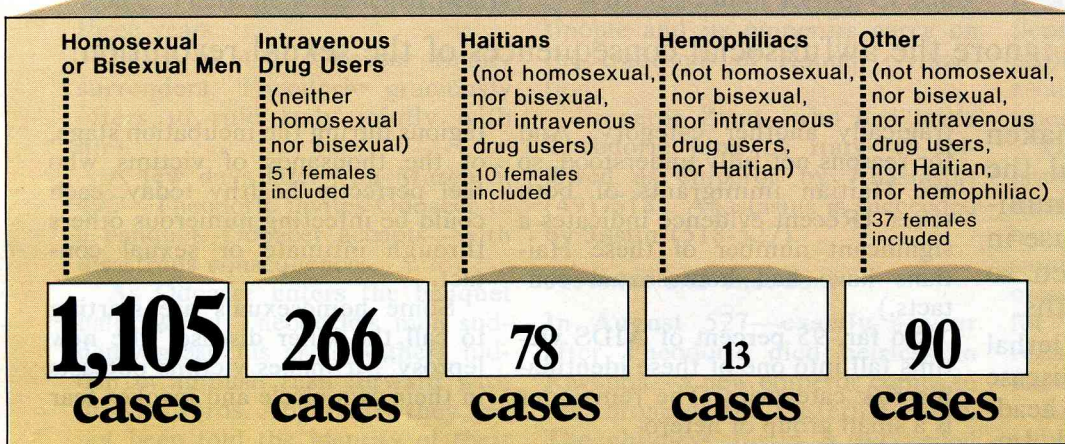 Homosexual
or Bisexual Men
Intravenous
Drug Users
(neither
homosexual
nor bisexual)
51 females
included
Haitians
(not homosexual,
nor bisexual,
nor intravenous
drug users)
10 females
included
Hemophiliacs
(not homosexual,
nor bisexual,
nor intravenous
drug users,
nor Haitian)
Other
(not homosexual,
nor bisexual,
nor intravenous
drug users,
nor Haitian,
nor hemophiliac)
37 females
included
1,105
cases
266
cases
78
cases
13
cases
90
cases